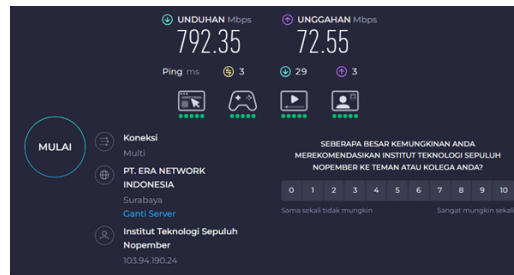 UNDUHAN Mbps
792.35
UNGGAHAN Mbps
72.55
Ping ms 3 29 3
MULAI
Koneksi
Multi
PT. ERA NETWORK
INDONESIA
Surabaya
Ganti Server
Institut Teknologi Sepuluh
Nopember
103.94.190.24
SEBERAPA BESAR KEMUNGKINAN ANDA
MEREKOMENDASIKAN INSTITUT TEKNOLOGI SEPULUH
NOPEMBER KE TEMAN ATAU KOLEGA ANDA?
0 1 2 3 4 5 6 7 8 9 10
Sama sekali tidak mungkin Sangat mungkin sekali